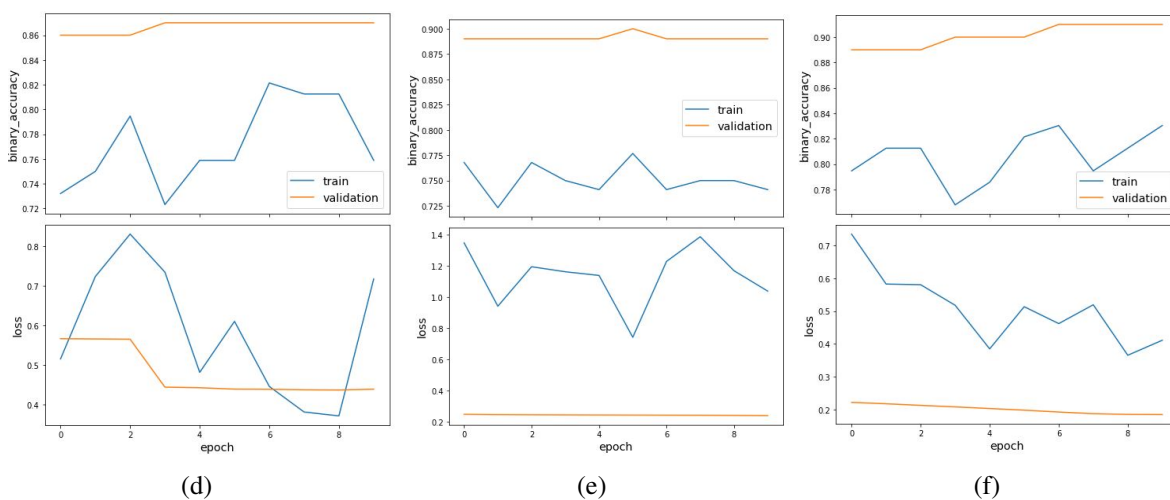 binary_accuracy
0.86
0.84
0.82
0.80
0.78
0.76
0.74
0.72
train
validation
loss
0.8
0.7
0.6
0.5
0.4
0 2 4 6 8
epoch
(d)
binary_accuracy
0.900
0.875
0.850
0.825
0.800
0.775
0.750
0.725
train
validation
loss
1.4
1.2
1.0
0.8
0.6
0.4
0.2
0 2 4 6 8
epoch
(e)
binary_accuracy
0.90
0.88
0.86
0.84
0.82
0.80
0.78
train
validation
loss
0.7
0.6
0.5
0.4
0.3
0.2
0 2 4 6 8
epoch
(f)